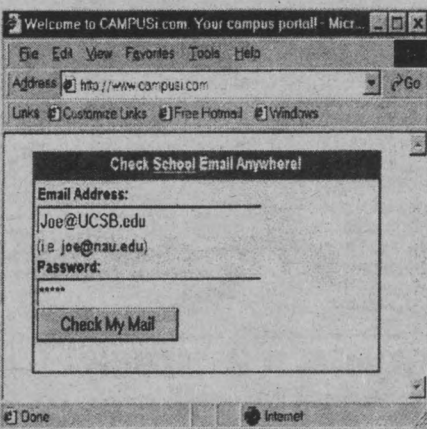 Welcome to CAMPUSi.com. Your campus portal! - Micr...
File Edit View Favorites Tools Help
Address http://www.campusi.com Go
Links Customize Links Free Hotmail Windows
Check School Email Anywhere!
Email Address:
Joe@UCSB.edu
(i.e. joe@nau.edu)
Password:
*****
Check My Mail
Done Internet